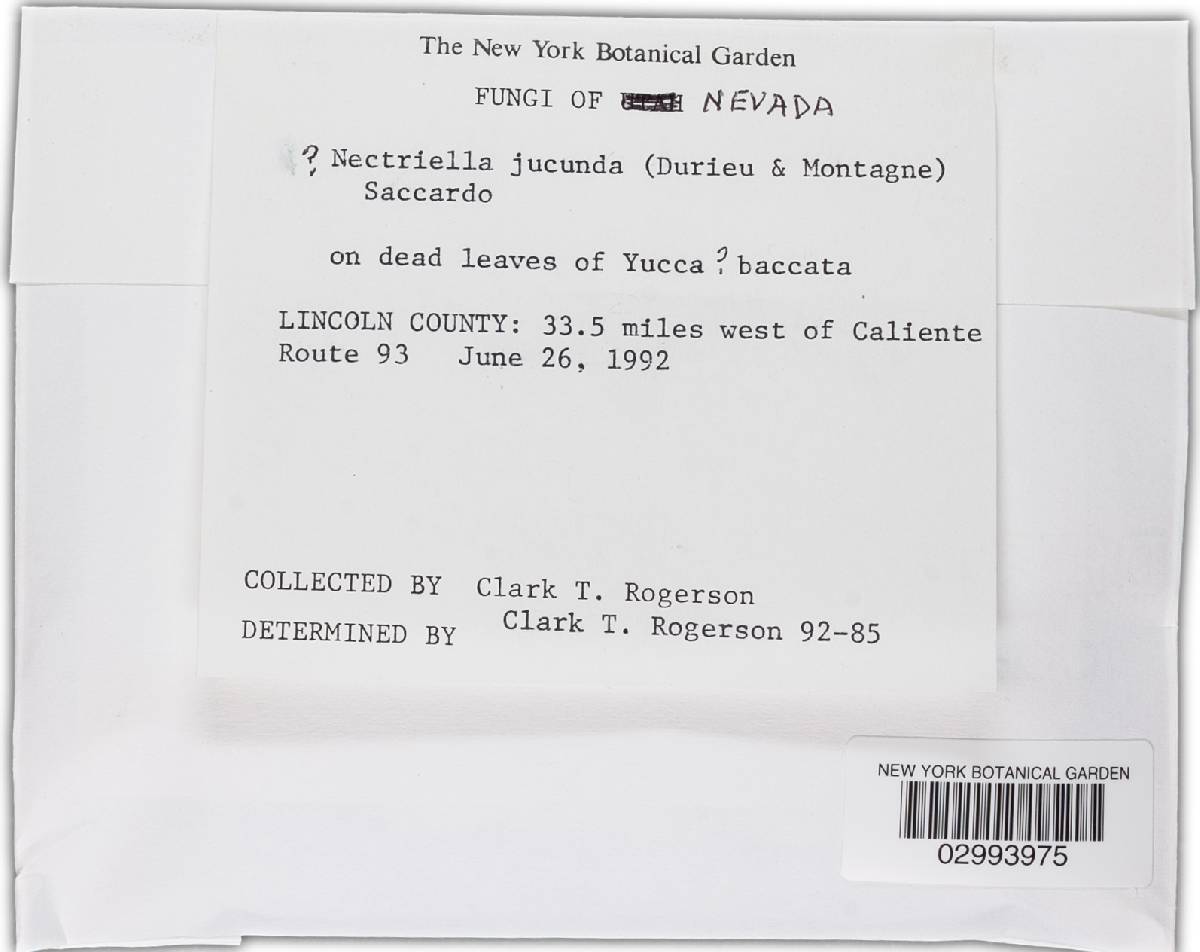 The New York Botanical Garden
FUNGI OF UTAH NEVADA
? Nectriella jucunda (Durieu & Montagne)
Saccardo
on dead leaves of Yucca ? baccata
LINCOLN COUNTY: 33.5 miles west of Caliente
Route 93 June 26, 1992
COLLECTED BY Clark T. Rogerson
DETERMINED BY Clark T. Rogerson 92-85
NEW YORK BOTANICAL GARDEN
02993975